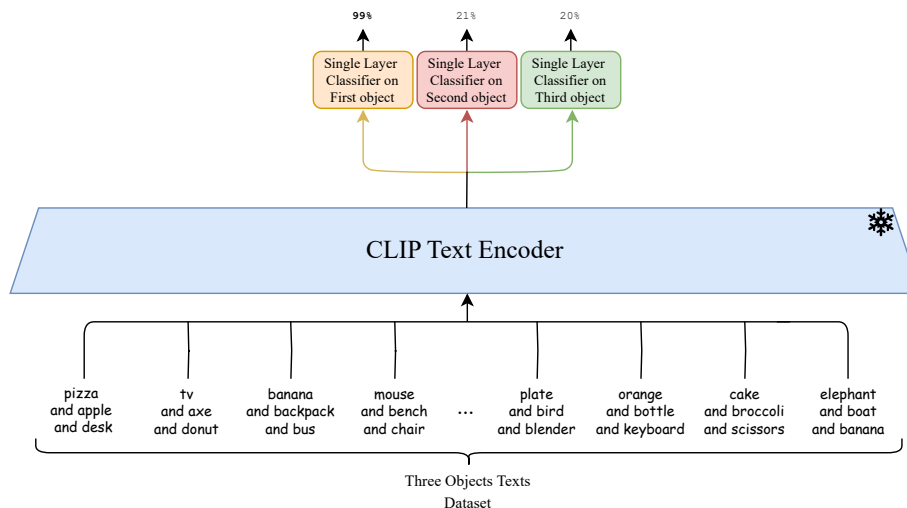 99% 21% 20%
Single Layer
Classifier on
First object
Single Layer
Classifier on
Second object
Single Layer
Classifier on
Third object
CLIP Text Encoder
pizza
and apple
and desk
tv
and axe
and donut
banana
and backpack
and bus
mouse
and bench
and chair
...
plate
and bird
and blender
orange
and bottle
and keyboard
cake
and broccoli
and scissors
elephant
and boat
and banana
Three Objects Texts
Dataset